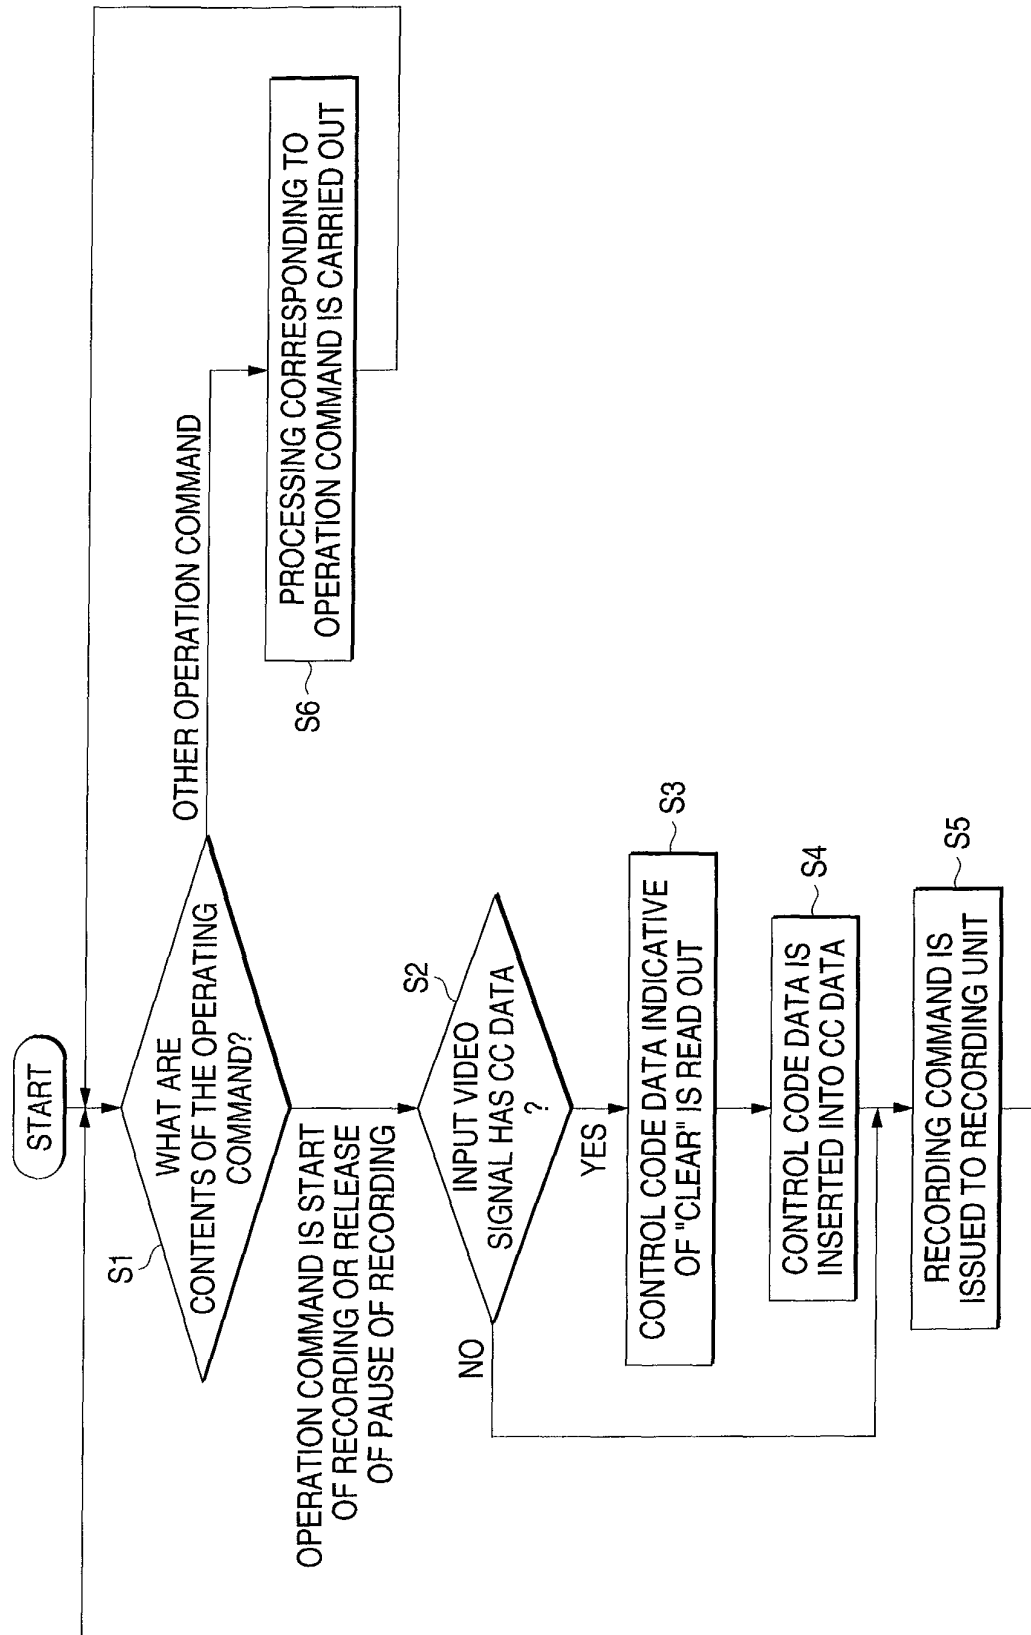 START
WHAT ARE
CONTENTS OF THE OPERATING
COMMAND?
S1
OTHER OPERATION COMMAND
PROCESSING CORRESPONDING TO
OPERATION COMMAND IS CARRIED OUT
S6
OPERATION COMMAND IS START
OF RECORDING OR RELEASE
OF PAUSE OF RECORDING
INPUT VIDEO
SIGNAL HAS CC DATA
?
S2
NO
YES
CONTROL CODE DATA INDICATIVE
OF "CLEAR" IS READ OUT
S3
CONTROL CODE DATA IS
INSERTED INTO CC DATA
S4
RECORDING COMMAND IS
ISSUED TO RECORDING UNIT
S5